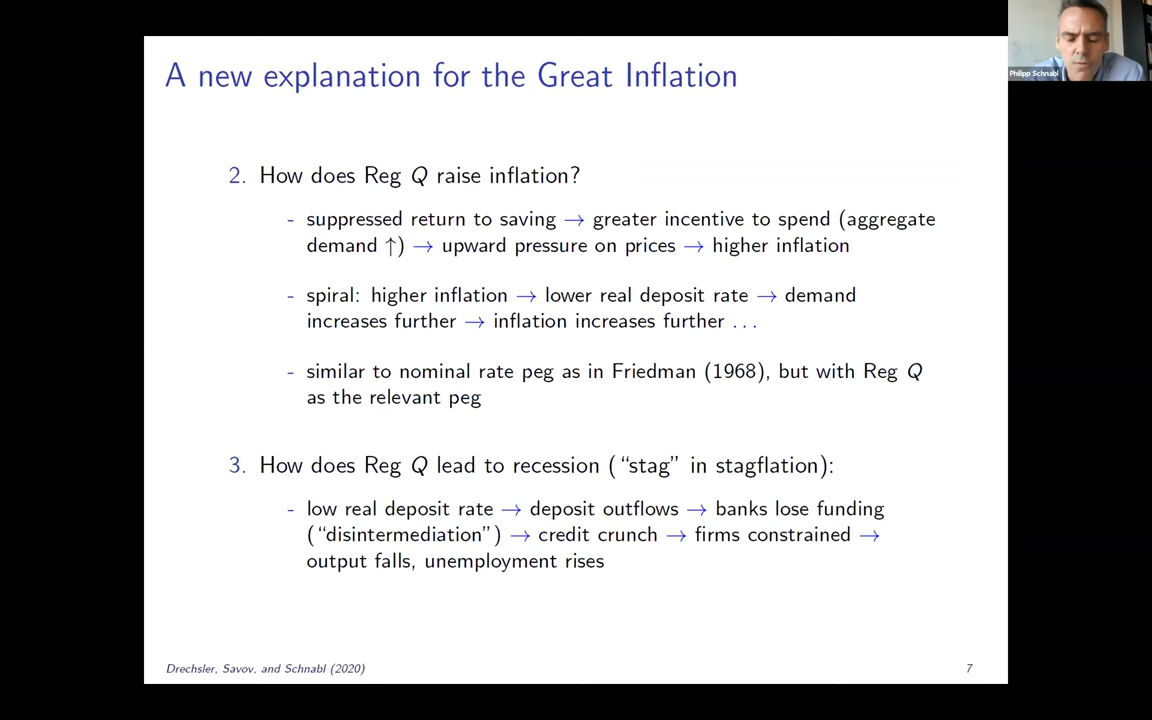 A new explanation for the Great Inflation
Philipp Schnabl
2. How does Reg Q raise inflation?
- suppressed return to saving → greater incentive to spend (aggregate
demand ↑) → upward pressure on prices → higher inflation
- spiral: higher inflation → lower real deposit rate → demand
increases further → inflation increases further . . .
- similar to nominal rate peg as in Friedman (1968), but with Reg Q
as the relevant peg
3. How does Reg Q lead to recession (“stag” in stagflation):
- low real deposit rate → deposit outflows → banks lose funding
(“disintermediation”) → credit crunch → firms constrained →
output falls, unemployment rises
Drechsler, Savov, and Schnabl (2020)
7